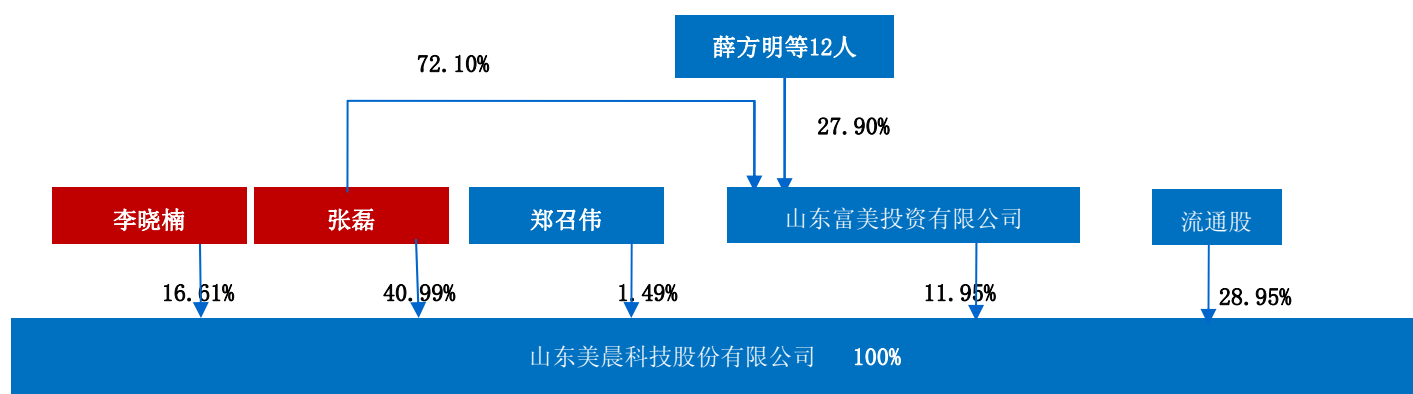 薛方明等12人
72.10%
27.90%
李晓楠
张磊
郑召伟
山东富美投资有限公司
流通股
16.61%
40.99%
1.49%
11.95%
28.95%
山东美晨科技股份有限公司 100%